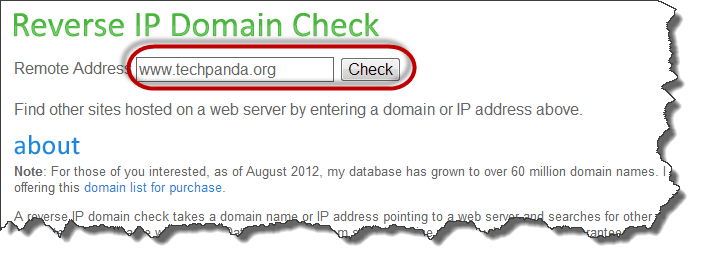 Reverse IP Domain Check
Remote Address www.techpanda.org Check
Find other sites hosted on a web server by entering a domain or IP address above.
about
Note: For those of you interested, as of August 2012, my database has grown to over 60 million domain names. I
offering this domain list for purchase.
A reverse IP domain check takes a domain name or IP address pointing to a web server and searches for other